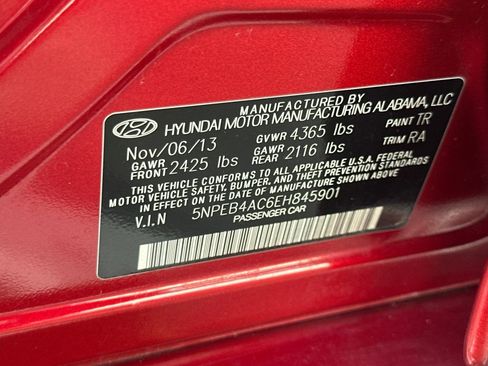 MANUFACTURED BY
HYUNDAI MOTOR MANUFACTURING ALABAMA, LLC
Nov/06/13 GVWR 4365 lbs PAINT TR
GAWR FRONT 2425 lbs GAWR REAR 2116 lbs TRIM RA
THIS VEHICLE CONFORMS TO ALL APPLICABLE U.S.A. FEDERAL
MOTOR VEHICLE SAFETY, BUMPER, AND THEFT PREVENTION STANDARDS
IN EFFECT ON THE DATE OF MANUFACTURE SHOWN ABOVE.
V.I.N 5NPEB4AC6EH845901
PASSENGER CAR